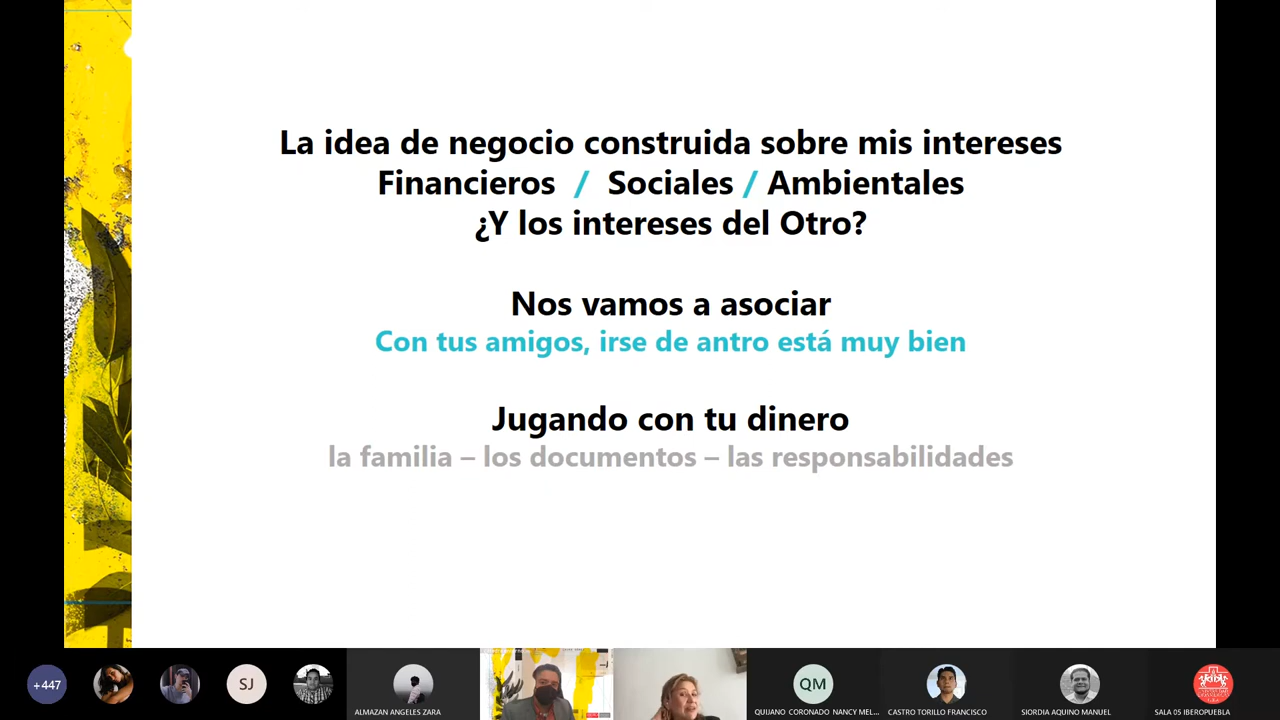 La idea de negocio construida sobre mis intereses
Financieros / Sociales / Ambientales
¿Y los intereses del Otro?
Nos vamos a asociar
Con tus amigos, irse de antro está muy bien
Jugando con tu dinero
la familia – los documentos – las responsabilidades
+447
SJ
QM
ALMAZAN ANGELES ZARA
QUIJANO CORONADO NANCY MEL...
CASTRO TORILLO FRANCISCO
SIORDIA AQUINO MANUEL
SALA 05 IBEROPUEBLA